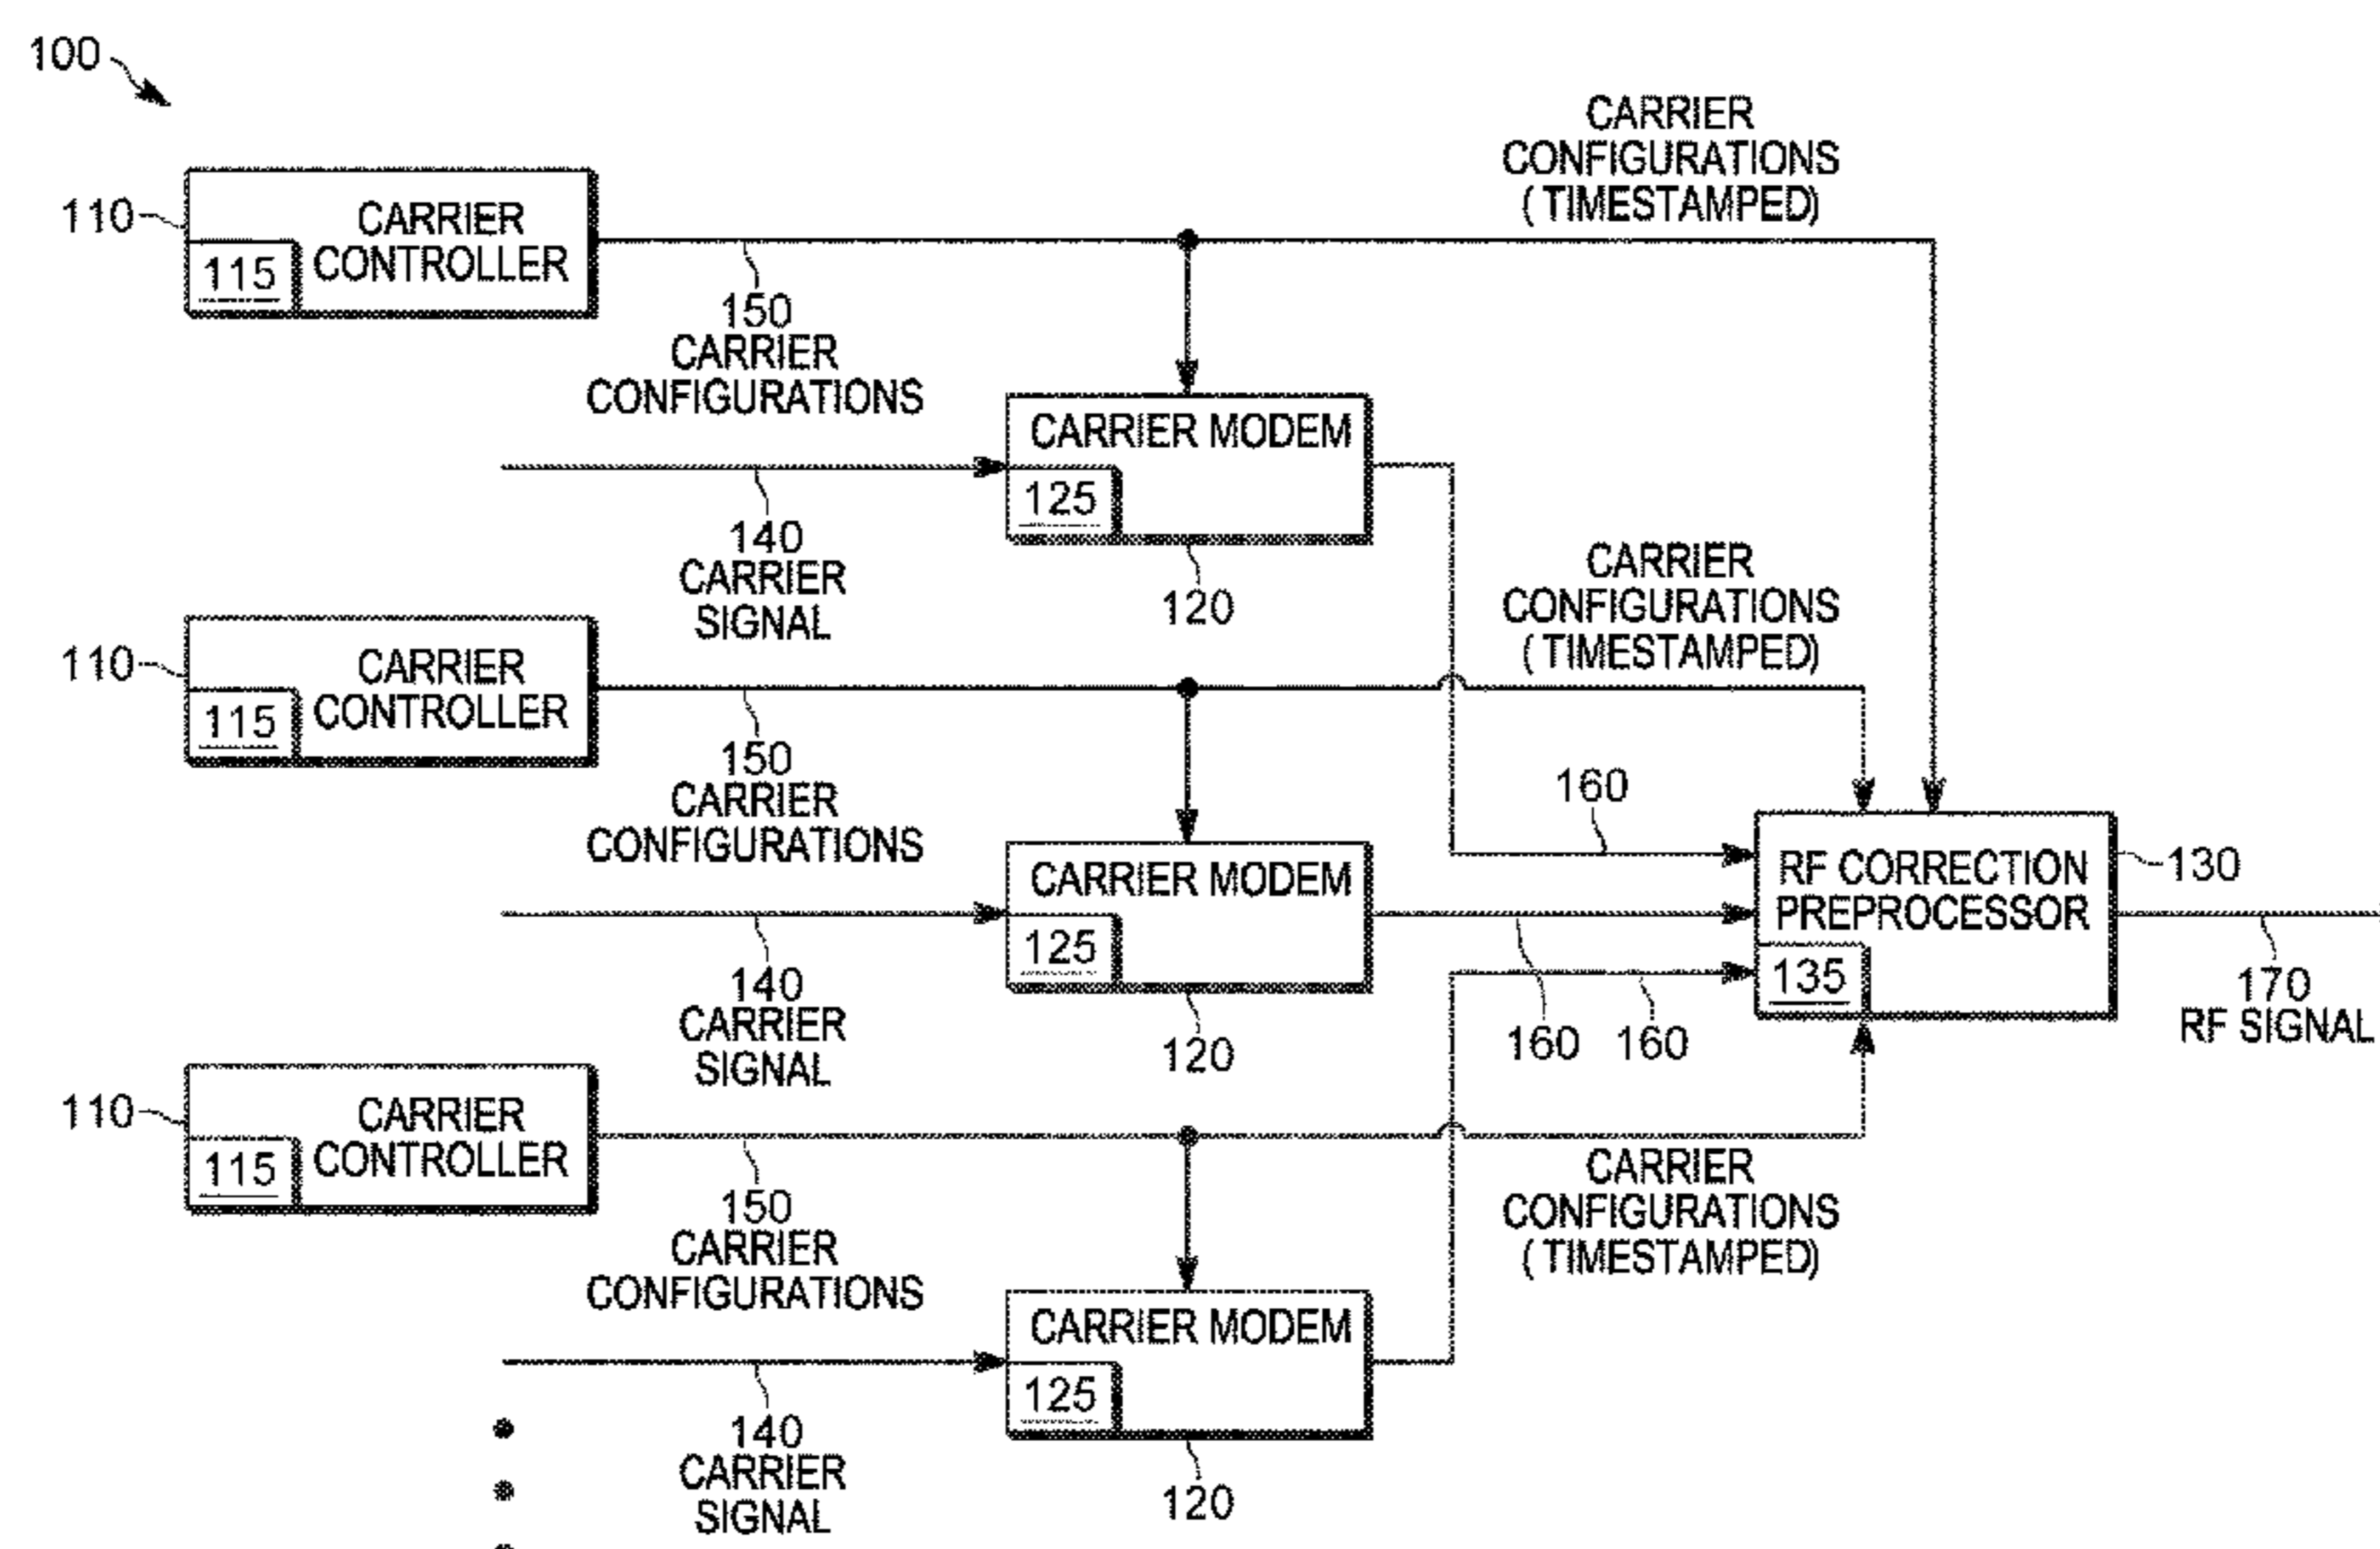 100
CARRIER
CONFIGURATIONS
( TIMESTAMPED)
110
CARRIER
CONTROLLER
115
150
CARRIER
CONFIGURATIONS
CARRIER MODEM
125
140
CARRIER
SIGNAL
120
CARRIER
CONFIGURATIONS
( TIMESTAMPED)
110
CARRIER
CONTROLLER
115
150
CARRIER
CONFIGURATIONS
160
CARRIER MODEM
125
RF CORRECTION
PREPROCESSOR
135
130
140
CARRIER
SIGNAL
120
160
160
170
RF SIGNAL
110
CARRIER
CONTROLLER
115
150
CARRIER
CONFIGURATIONS
CARRIER
CONFIGURATIONS
( TIMESTAMPED)
CARRIER MODEM
125
140
CARRIER
SIGNAL
120